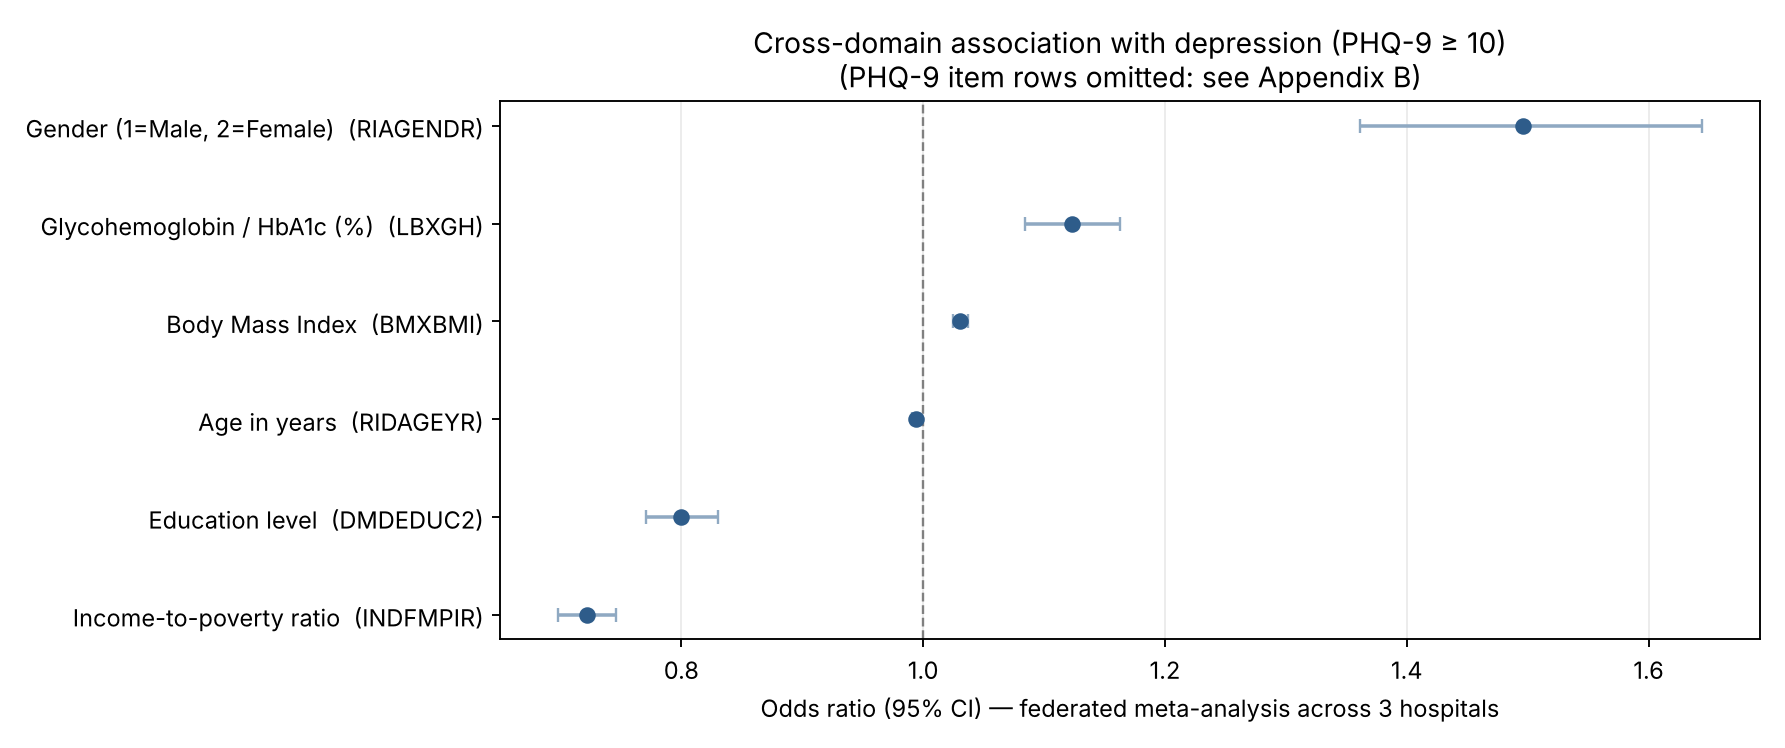 Cross-domain association with depression (PHQ-9 ≥ 10)
(PHQ-9 item rows omitted: see Appendix B)
Gender (1=Male, 2=Female) (RIAGENDR)
Glycohemoglobin / HbA1c (%) (LBXGH)
Body Mass Index (BMXBMI)
Age in years (RIDAGEYR)
Education level (DMDEDUC2)
Income-to-poverty ratio (INDFMPIR)
0.8 1.0 1.2 1.4 1.6
Odds ratio (95% CI) — federated meta-analysis across 3 hospitals